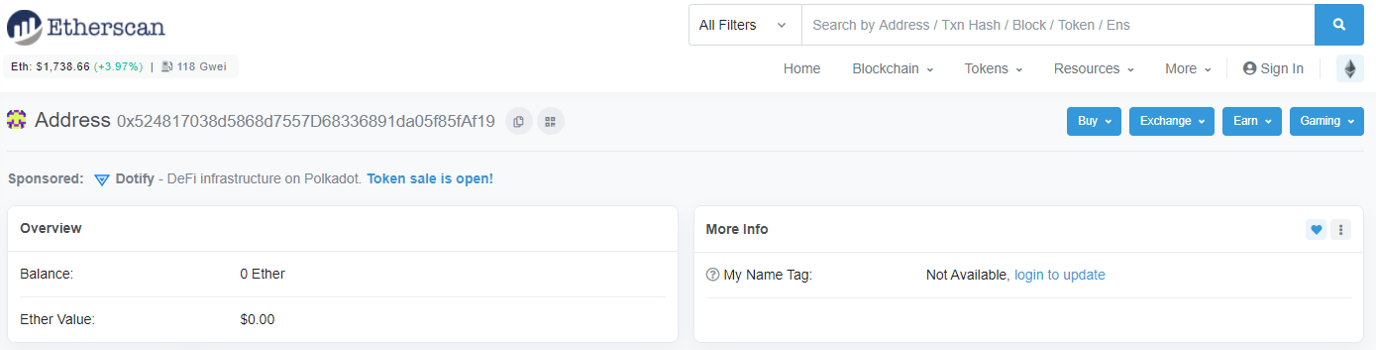 Etherscan
All Filters
Search by Address / Txn Hash / Block / Token / Ens
Eth: $1,738.66 (+3.97%) | 118 Gwei
Home Blockchain Tokens Resources More Sign In
Address 0x524817038d5868d7557D68336891da05f85fAf19
Buy Exchange Earn Gaming
Sponsored: Dotify - DeFi infrastructure on Polkadot. Token sale is open!
Overview
Balance: 0 Ether
Ether Value: $0.00
More Info
My Name Tag: Not Available, login to update